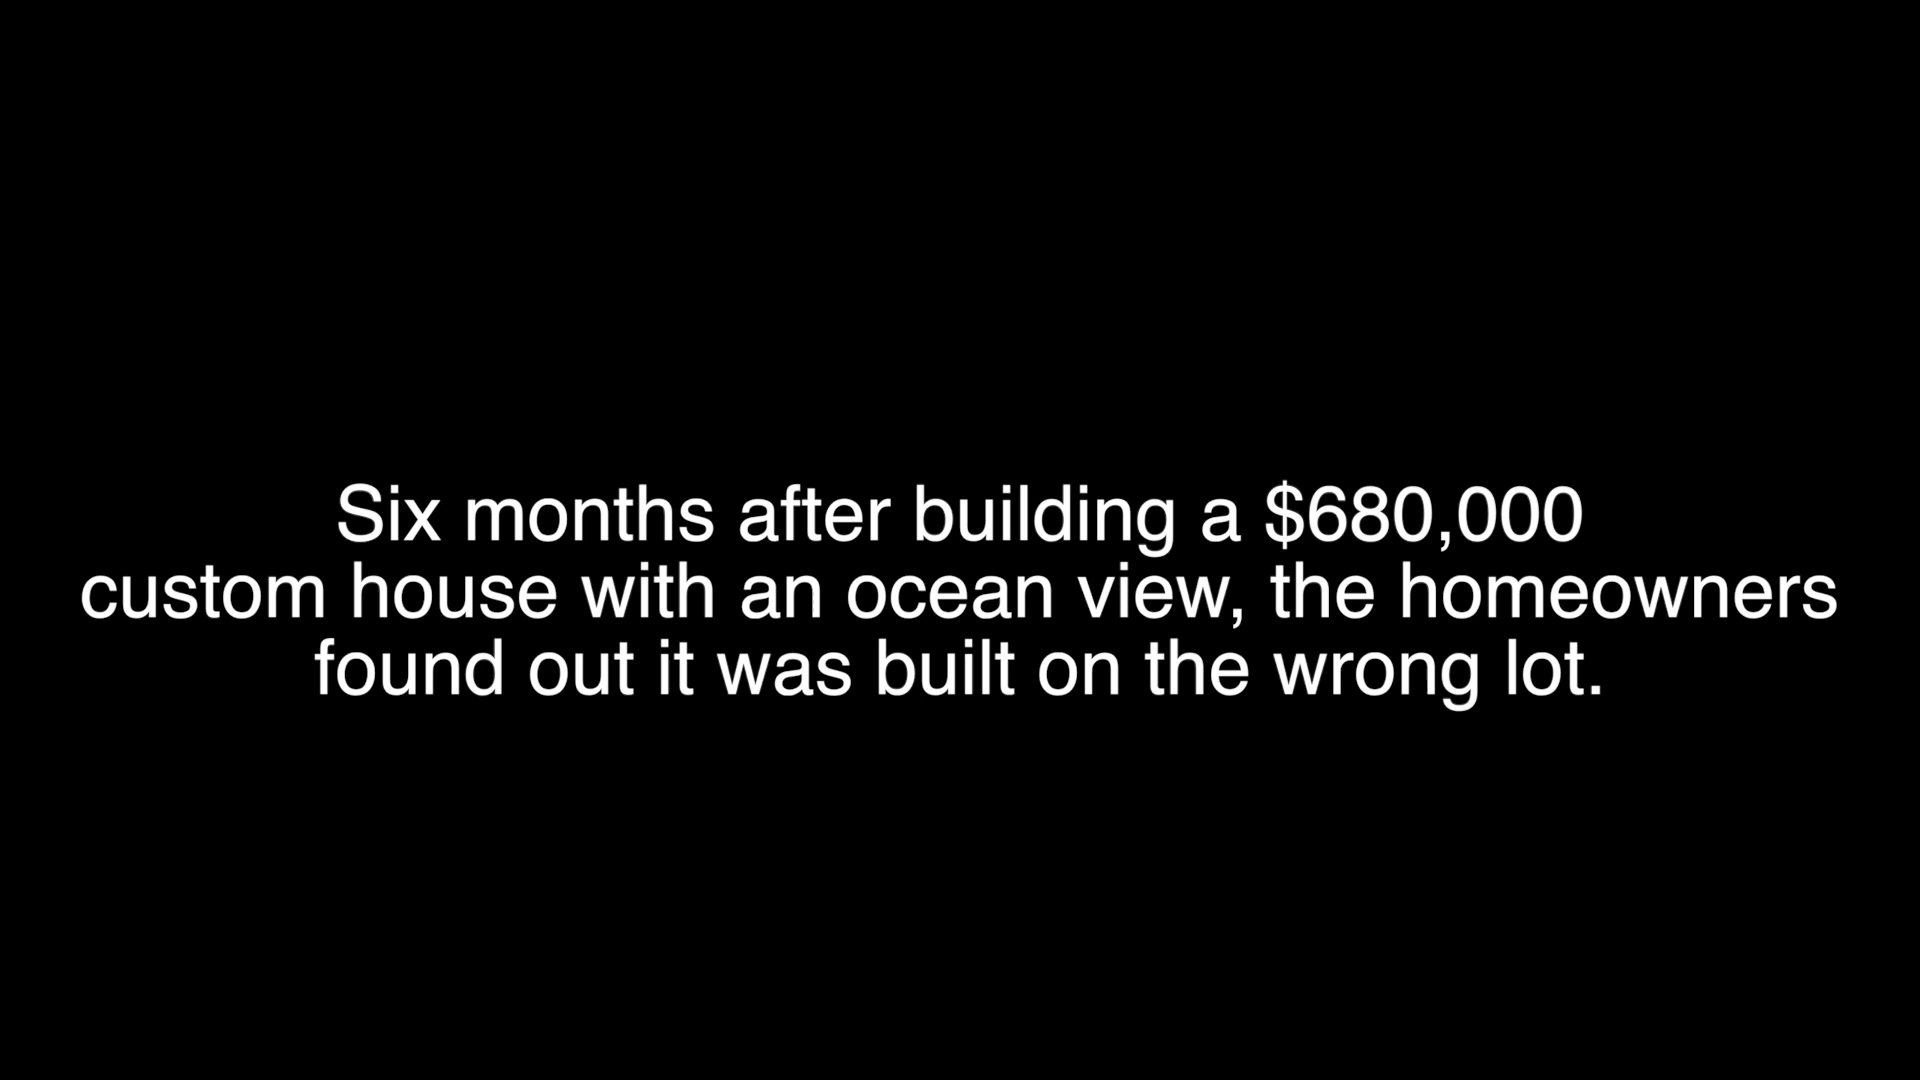 Six months after building a $680,000
custom house with an ocean view, the homeowners
found out it was built on the wrong lot.